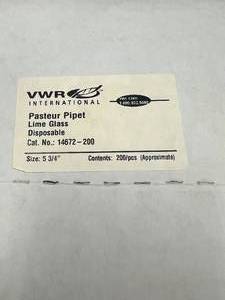 VWR
INTERNATIONAL
Pasteur Pipet
Lime Glass
Disposable
Cat. No.: 14672-200
Size: 5 3/4" Contents: 200/pcs (Approximate)